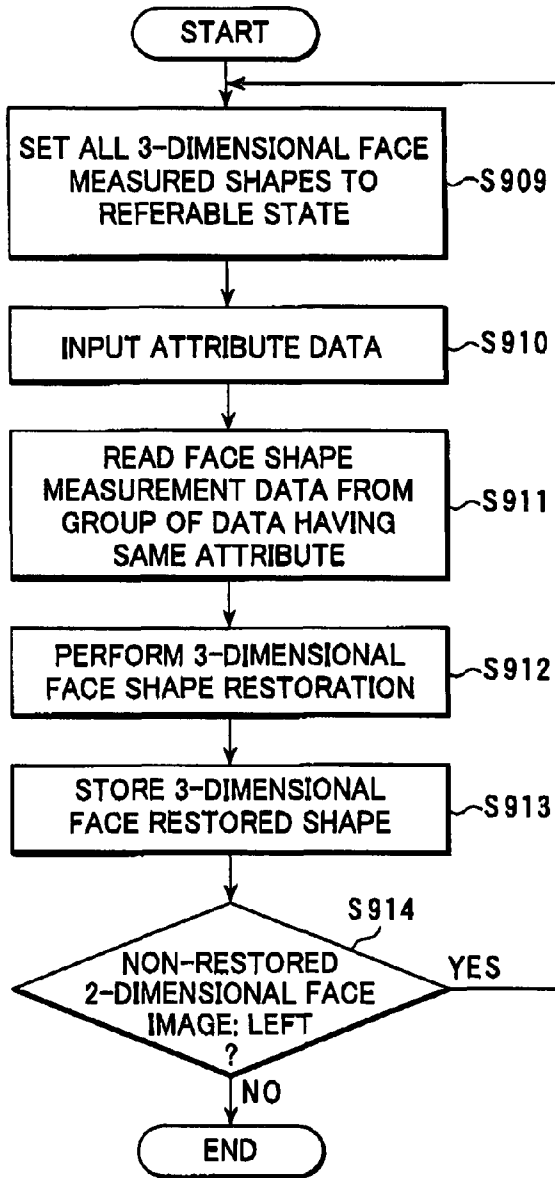 START
SET ALL 3-DIMENSIONAL FACE
MEASURED SHAPES TO
REFERABLE STATE
S909
INPUT ATTRIBUTE DATA
S910
READ FACE SHAPE
MEASUREMENT DATA FROM
GROUP OF DATA HAVING
SAME ATTRIBUTE
S911
PERFORM 3-DIMENSIONAL
FACE SHAPE RESTORATION
S912
STORE 3-DIMENSIONAL
FACE RESTORED SHAPE
S913
S914
NON-RESTORED
2-DIMENSIONAL FACE
IMAGE: LEFT
?
YES
NO
END